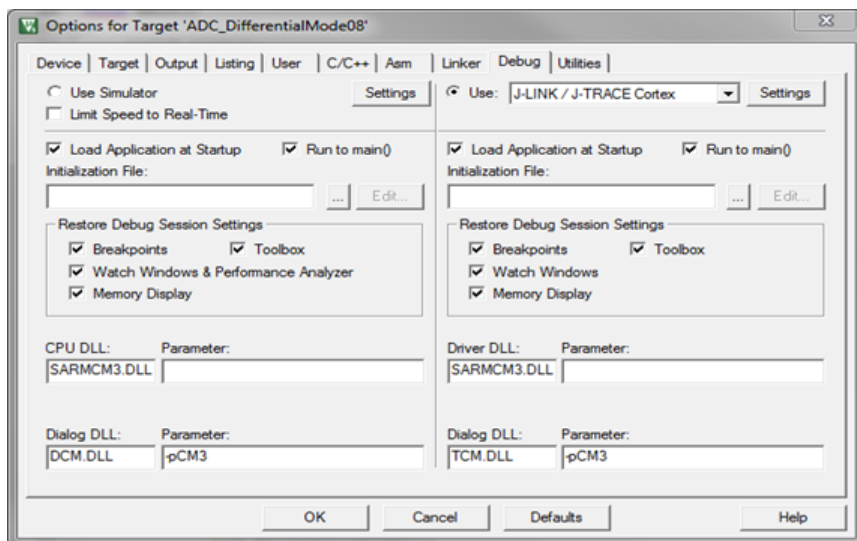 Options for Target 'ADC_DifferentialMode08'
Device Target Output Listing User C/C++ Asm Linker Debug Utilities
Use Simulator Settings
Limit Speed to Real-Time
Use: J-LINK / J-TRACE Cortex Settings
Load Application at Startup Run to main()
Initialization File:
... Edit...
Restore Debug Session Settings
Breakpoints Toolbox
Watch Windows & Performance Analyzer
Memory Display
Load Application at Startup Run to main()
Initialization File:
... Edit...
Restore Debug Session Settings
Breakpoints Toolbox
Watch Windows
Memory Display
CPU DLL: Parameter:
SARMCM3.DLL
Driver DLL: Parameter:
SARMCM3.DLL
Dialog DLL: Parameter:
DCM.DLL -pCM3
Dialog DLL: Parameter:
TCM.DLL -pCM3
OK Cancel Defaults Help